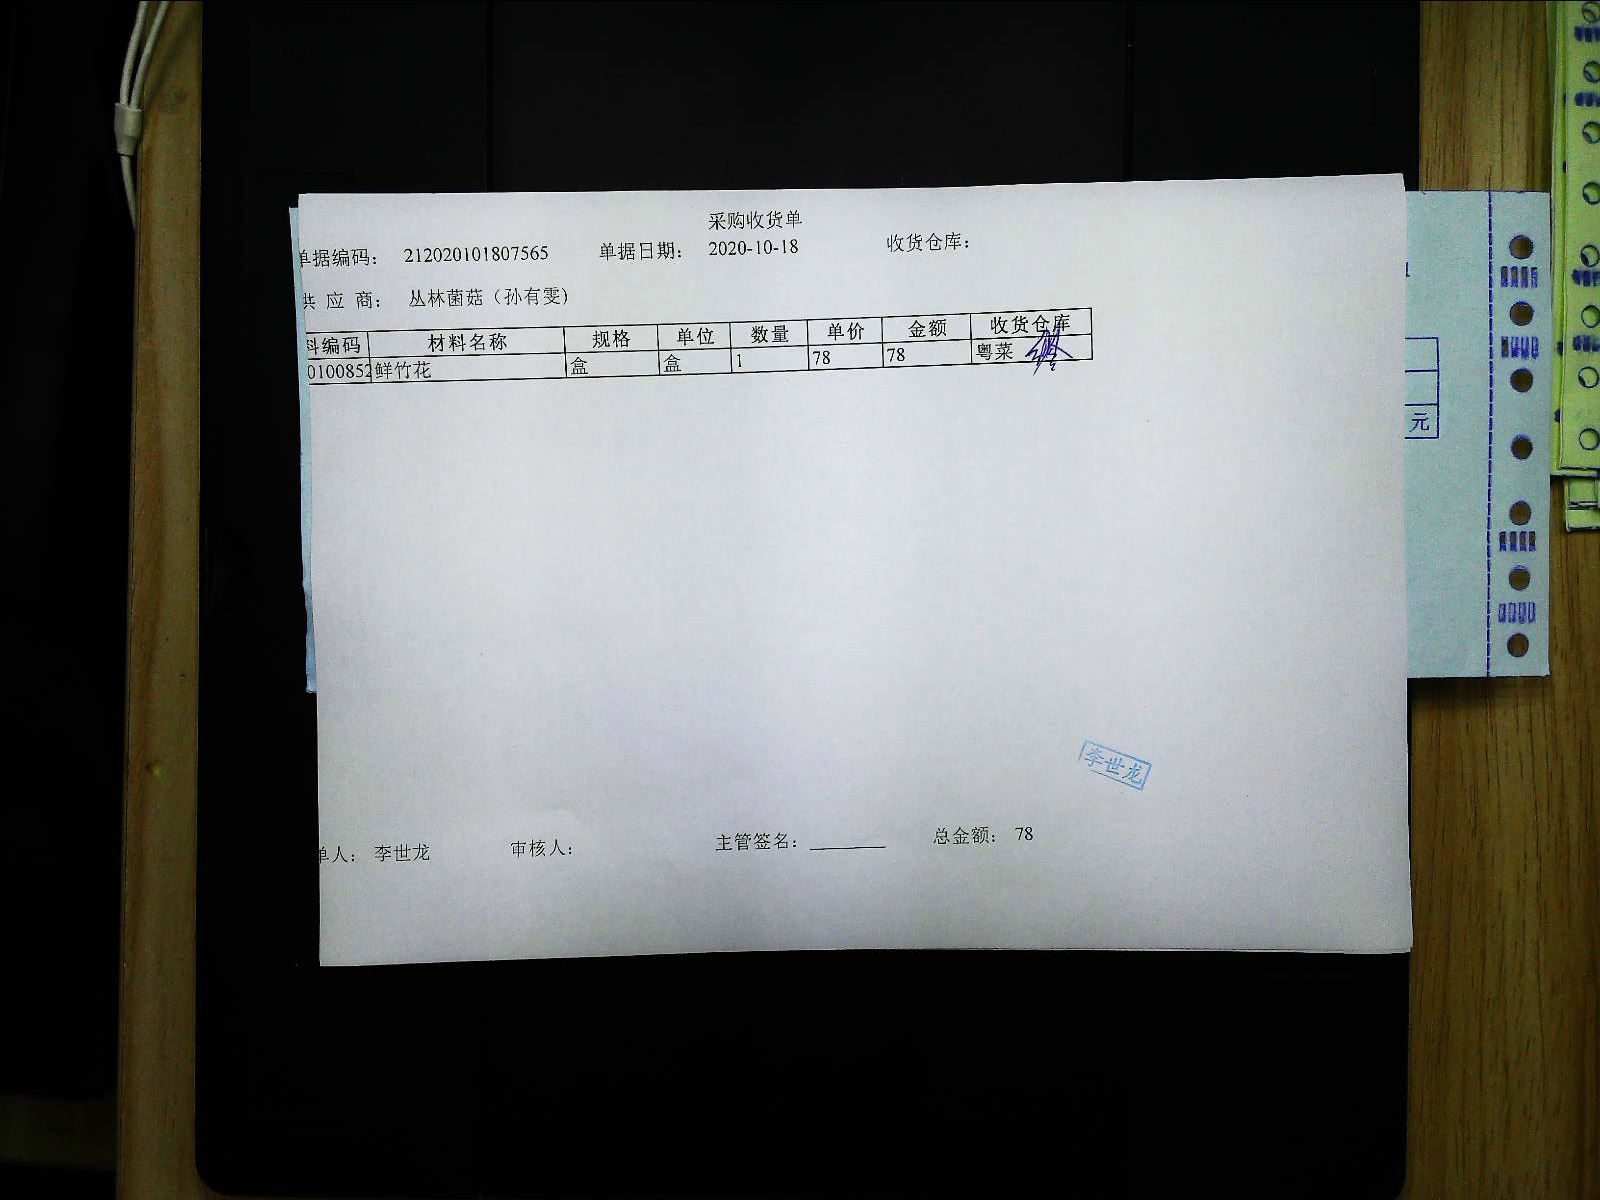 采购收货单
单据编码： 212020101807565 单据日期： 2020-10-18 收货仓库：
供 应 商： 丛林菌菇（孙有雯）
料编码 材料名称 规格 单位 数量 单价 金额 收货仓库
0100852 鲜竹花 盒 盒 1 78 78 粤菜
元
李世龙
单人： 李世龙 审核人： 主管签名： 总金额： 78